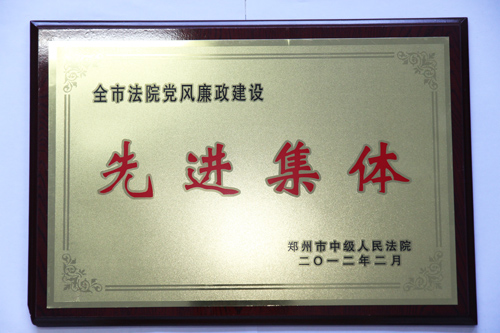 全市法院党风廉政建设
先进集体
郑州市中级人民法院
二〇一二年二月